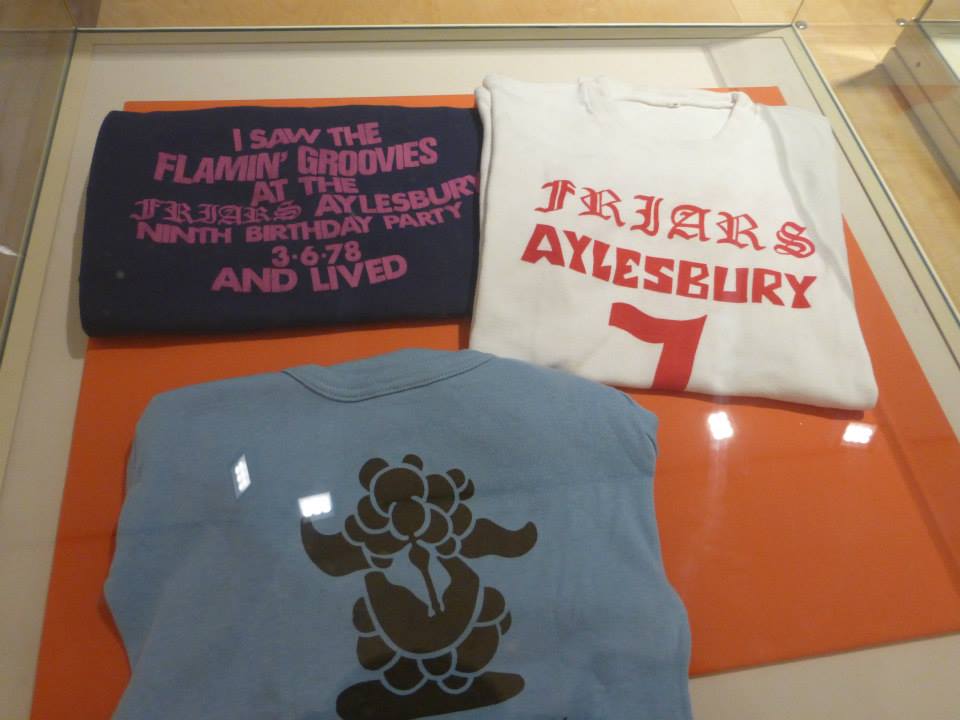 I SAW THE
FLAMIN' GROOVIES
AT THE
FRIARS AYLESBURY
NINTH BIRTHDAY PARTY
3·6·78
AND LIVED
FRIARS
AYLESBURY
7